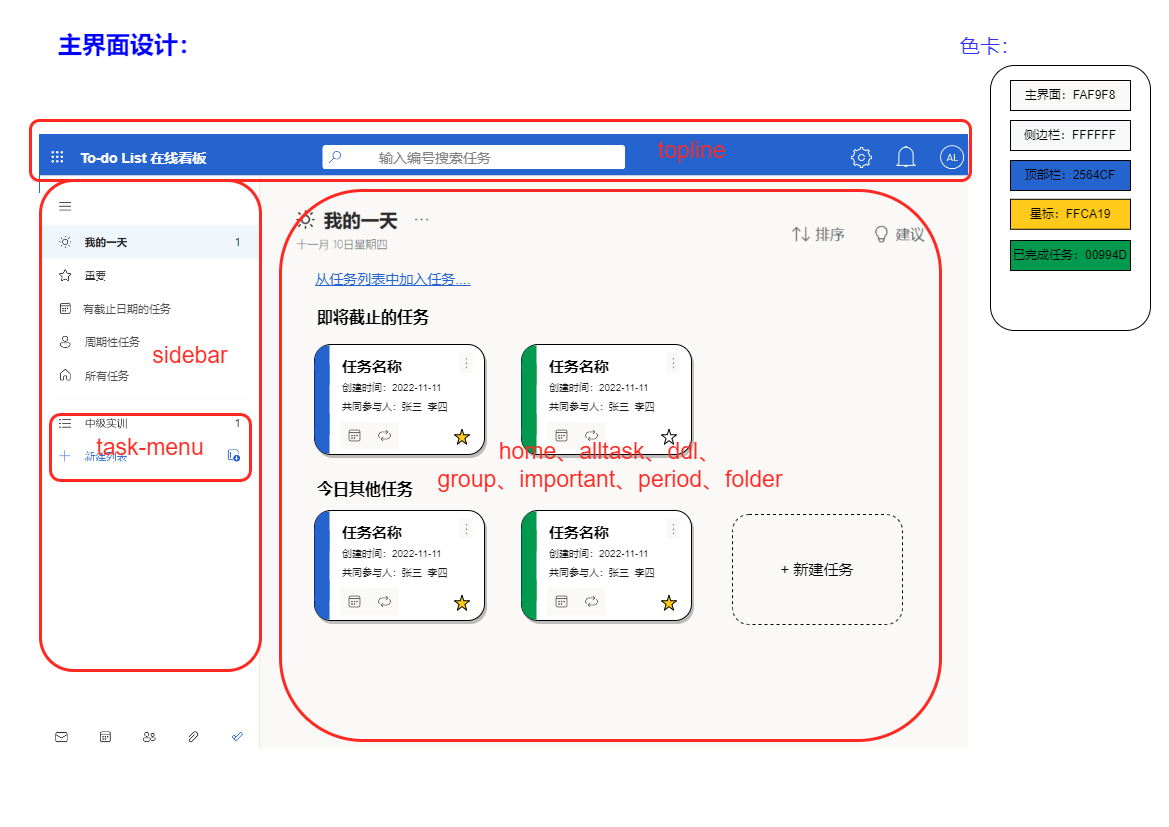 主界面设计：
色卡：
主界面：FAF9F8
侧边栏：FFFFFF
顶部栏：2564CF
星标：FFCA19
已完成任务：00994D
To-do List 在线看板
输入编号搜索任务
topline
C
AL
我的一天
1
重要
有截止日期的任务
周期性任务
所有任务
sidebar
中级实训
1
task-menu
新建列表
我的一天
...
十一月 10日星期四
排序
建议
从任务列表中加入任务....
即将截止的任务
任务名称
创建时间：2022-11-11
共同参与人：张三 李四
任务名称
创建时间：2022-11-11
共同参与人：张三 李四
home、alltask、ddl、
group、important、period、folder
今日其他任务
任务名称
创建时间：2022-11-11
共同参与人：张三 李四
任务名称
创建时间：2022-11-11
共同参与人：张三 李四
+ 新建任务